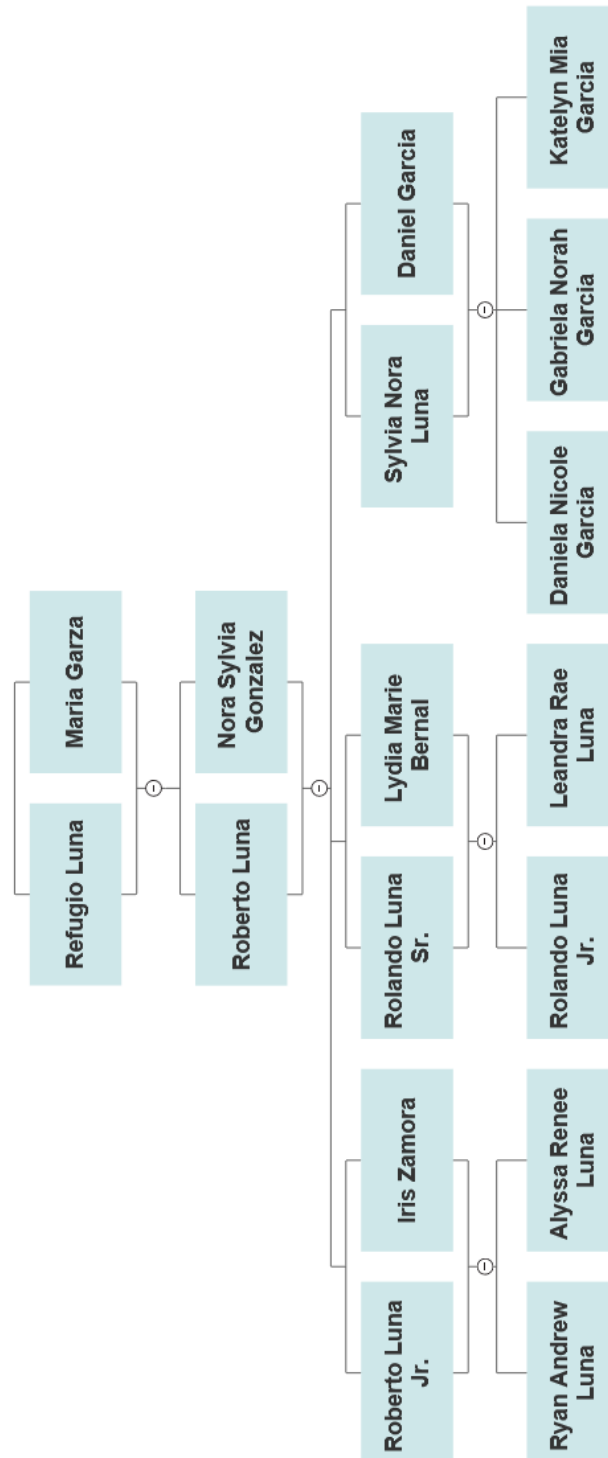 Refugio Luna
Maria Garza
Roberto Luna
Nora Sylvia
Gonzalez
Roberto Luna
Jr.
Iris Zamora
Rolando Luna
Sr.
Lydia Marie
Bernal
Sylvia Nora
Luna
Daniel Garcia
Ryan Andrew
Luna
Alyssa Renee
Luna
Rolando Luna
Jr.
Leandra Rae
Luna
Daniela Nicole
Garcia
Gabriela Norah
Garcia
Katelyn Mia
Garcia